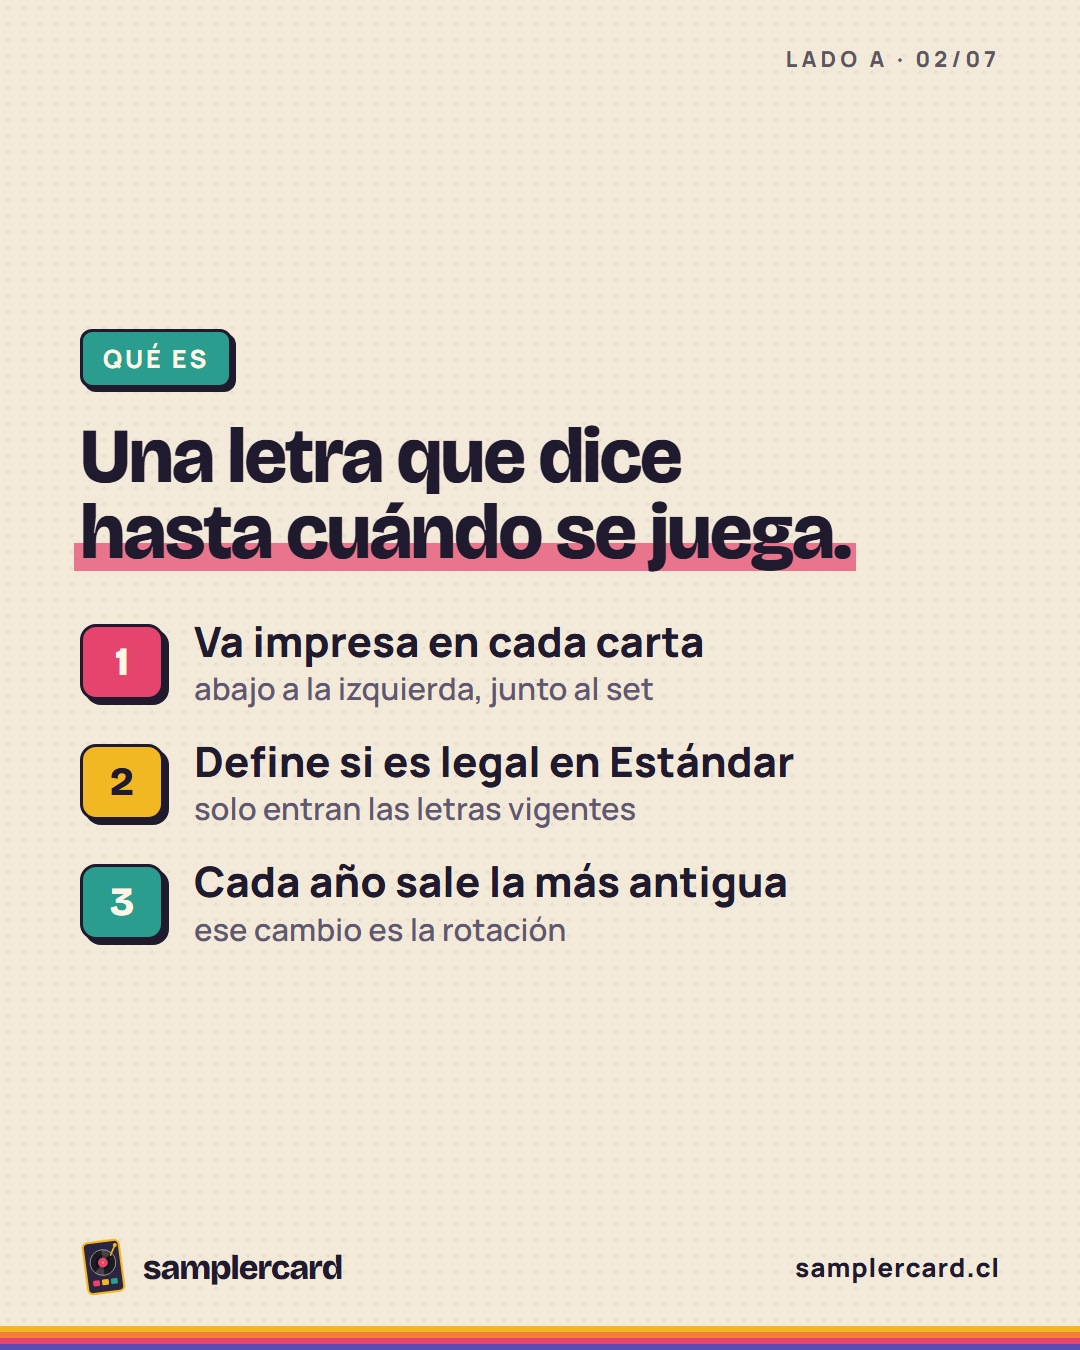 LADO A · 02/07
QUÉ ES
Una letra que dice
hasta cuándo se juega.
1
Va impresa en cada carta
abajo a la izquierda, junto al set
2
Define si es legal en Estándar
solo entran las letras vigentes
3
Cada año sale la más antigua
ese cambio es la rotación
samplercard
samplercard.cl